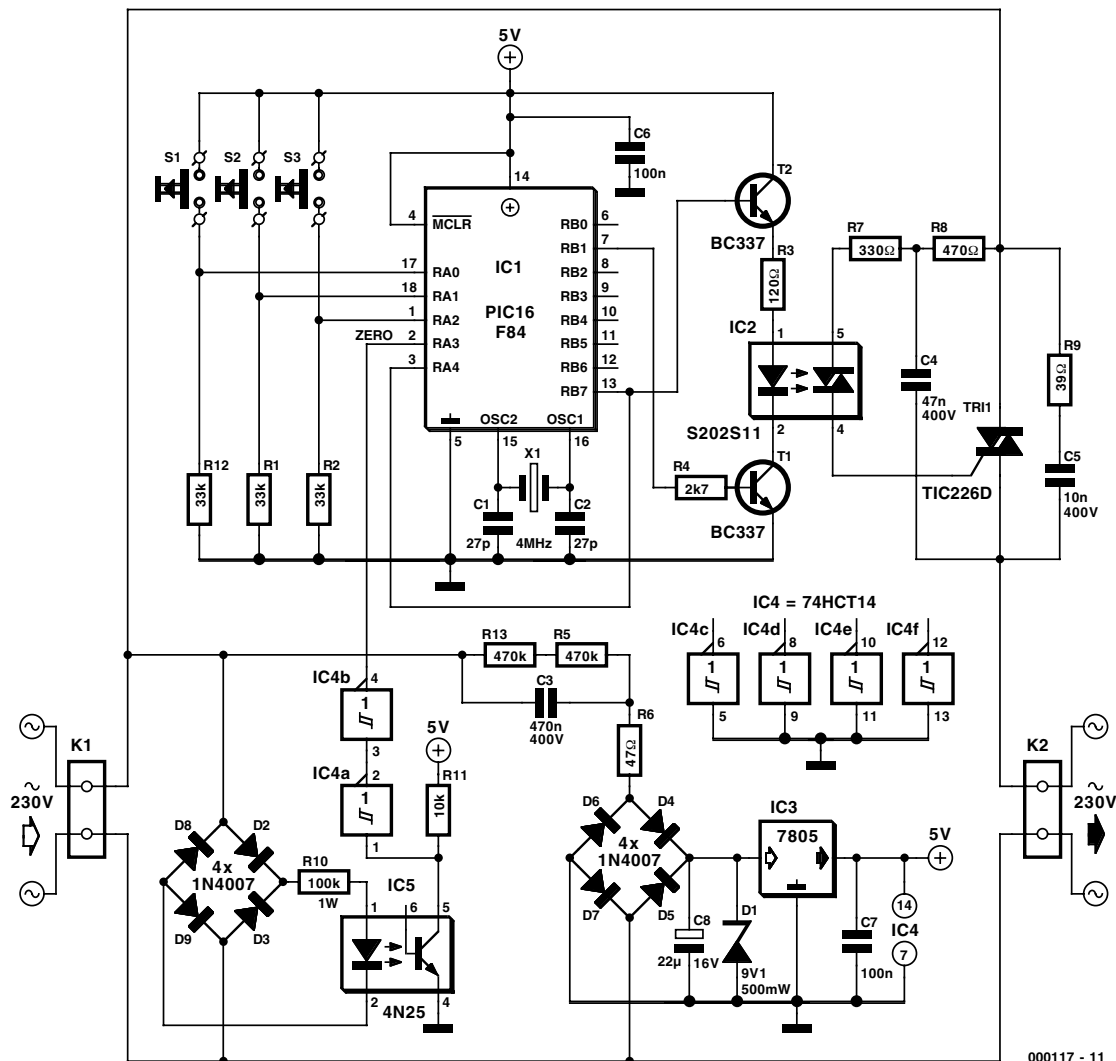 5V
S1
S2
S3
C6
100n
14
4
MCLR
17
RA0
18
RA1
1
RA2
ZERO
2
RA3
3
RA4
IC1
PIC16
F84
RB0
6
RB1
7
RB2
8
RB3
9
RB4
10
RB5
11
RB6
12
RB7
13
OSC2
OSC1
5
15
16
T2
BC337
R3
120Ω
IC2
1
5
2
4
S202S11
R4
2k7
T1
BC337
R7
330Ω
R8
470Ω
C4
47n
400V
R9
39Ω
TRI1
TIC226D
C5
10n
400V
R12
33k
R1
33k
R2
33k
X1
C1
27p
4MHz
C2
27p
IC4 = 74HCT14
IC4c
6
1
5
IC4d
8
1
9
IC4e
10
1
11
IC4f
12
1
13
R13
470k
R5
470k
C3
470n
400V
R6
47Ω
IC4b
4
1
3
IC4a
2
1
1
5V
R11
10k
K1
~
230V
D8
D2
4x
1N4007
D9
D3
R10
100k
1W
IC5
1
6
5
2
4
4N25
D6
D4
4x
1N4007
D7
D5
C8
22µ
16V
D1
9V1
500mW
IC3
7805
5V
14
IC4
7
C7
100n
K2
~
230V
000117 - 11